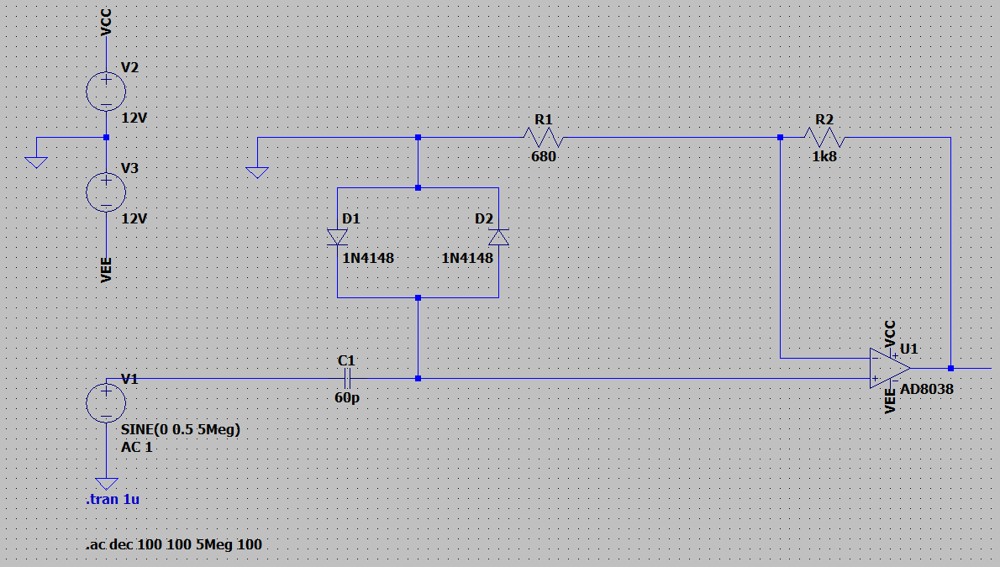 VCC
V2
12V
V3
12V
VEE
R1
680
R2
1k8
D1
1N4148
D2
1N4148
C1
60p
V1
SINE(0 0.5 5Meg)
AC 1
VCC
U1
AD8038
VEE
.tran 1u
.ac dec 100 100 5Meg 100